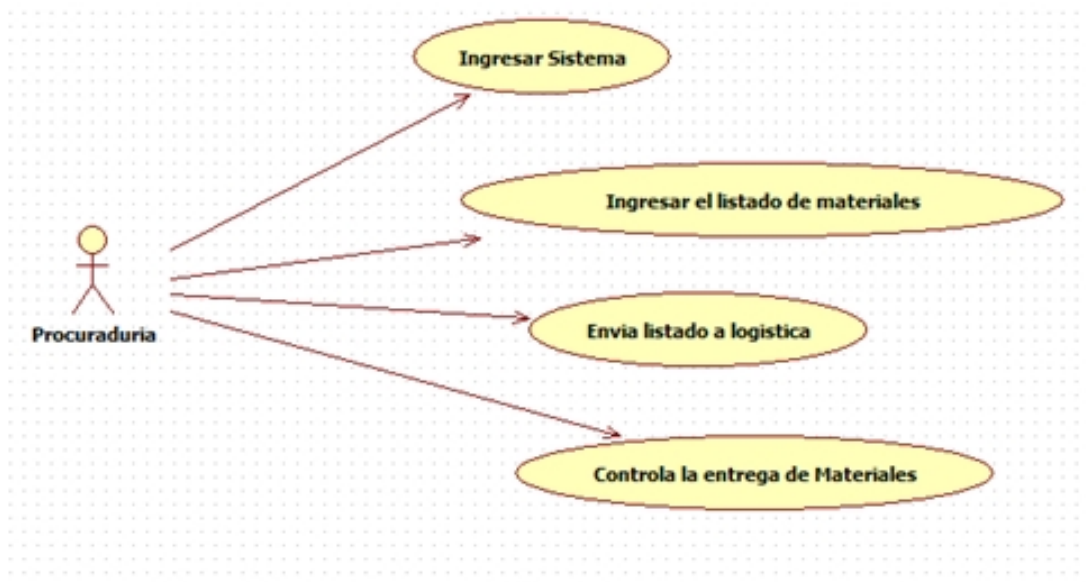 Ingresar Sistema
Ingresar el listado de materiales
Procuraduria
Envia listado a logistica
Controla la entrega de Materiales